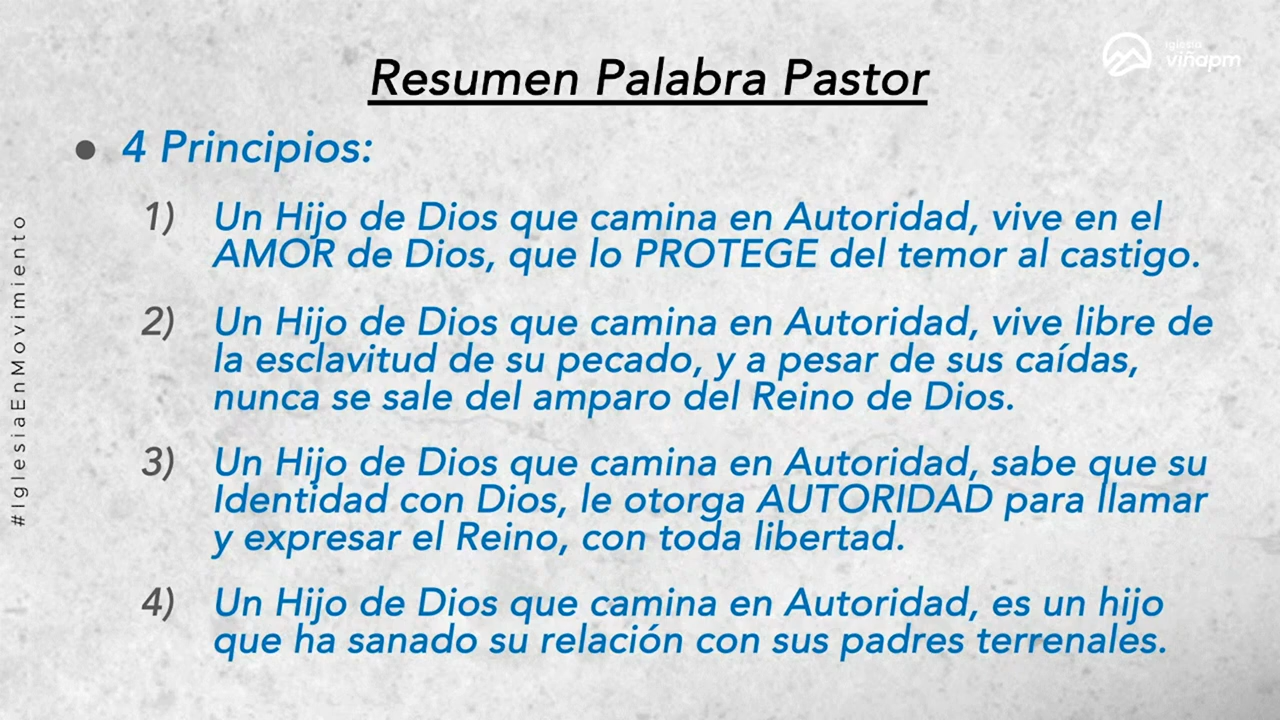 iglesia
viñapm
Resumen Palabra Pastor
● 4 Principios:
1) Un Hijo de Dios que camina en Autoridad, vive en el
AMOR de Dios, que lo PROTEGE del temor al castigo.
2) Un Hijo de Dios que camina en Autoridad, vive libre de
la esclavitud de su pecado, y a pesar de sus caídas,
nunca se sale del amparo del Reino de Dios.
3) Un Hijo de Dios que camina en Autoridad, sabe que su
Identidad con Dios, le otorga AUTORIDAD para llamar
y expresar el Reino, con toda libertad.
4) Un Hijo de Dios que camina en Autoridad, es un hijo
que ha sanado su relación con sus padres terrenales.
#IglesiaEnMovimiento